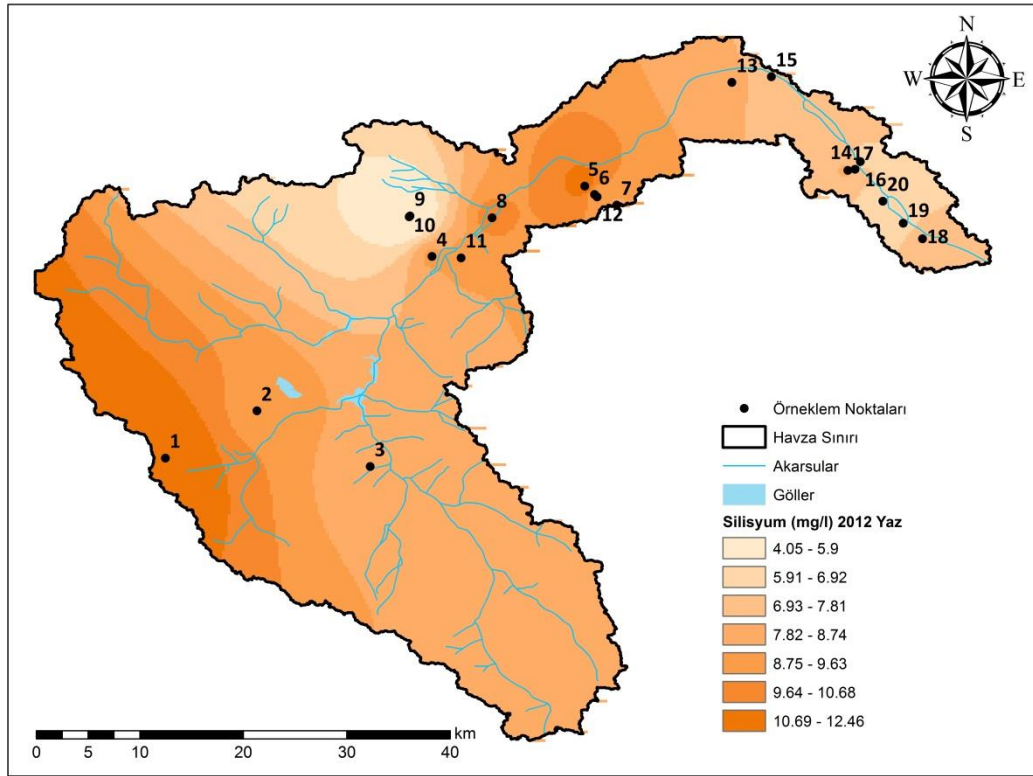 N
W E
S
13
15
14
17
16
20
19
18
5
6
7
12
9
10
8
4
11
2
1
3
Örneklem Noktaları
Havza Sınırı
Akarsular
Göller
Silisyum (mg/l) 2012 Yaz
4.05 - 5.9
5.91 - 6.92
6.93 - 7.81
7.82 - 8.74
8.75 - 9.63
9.64 - 10.68
10.69 - 12.46
km
0 5 10 20 30 40